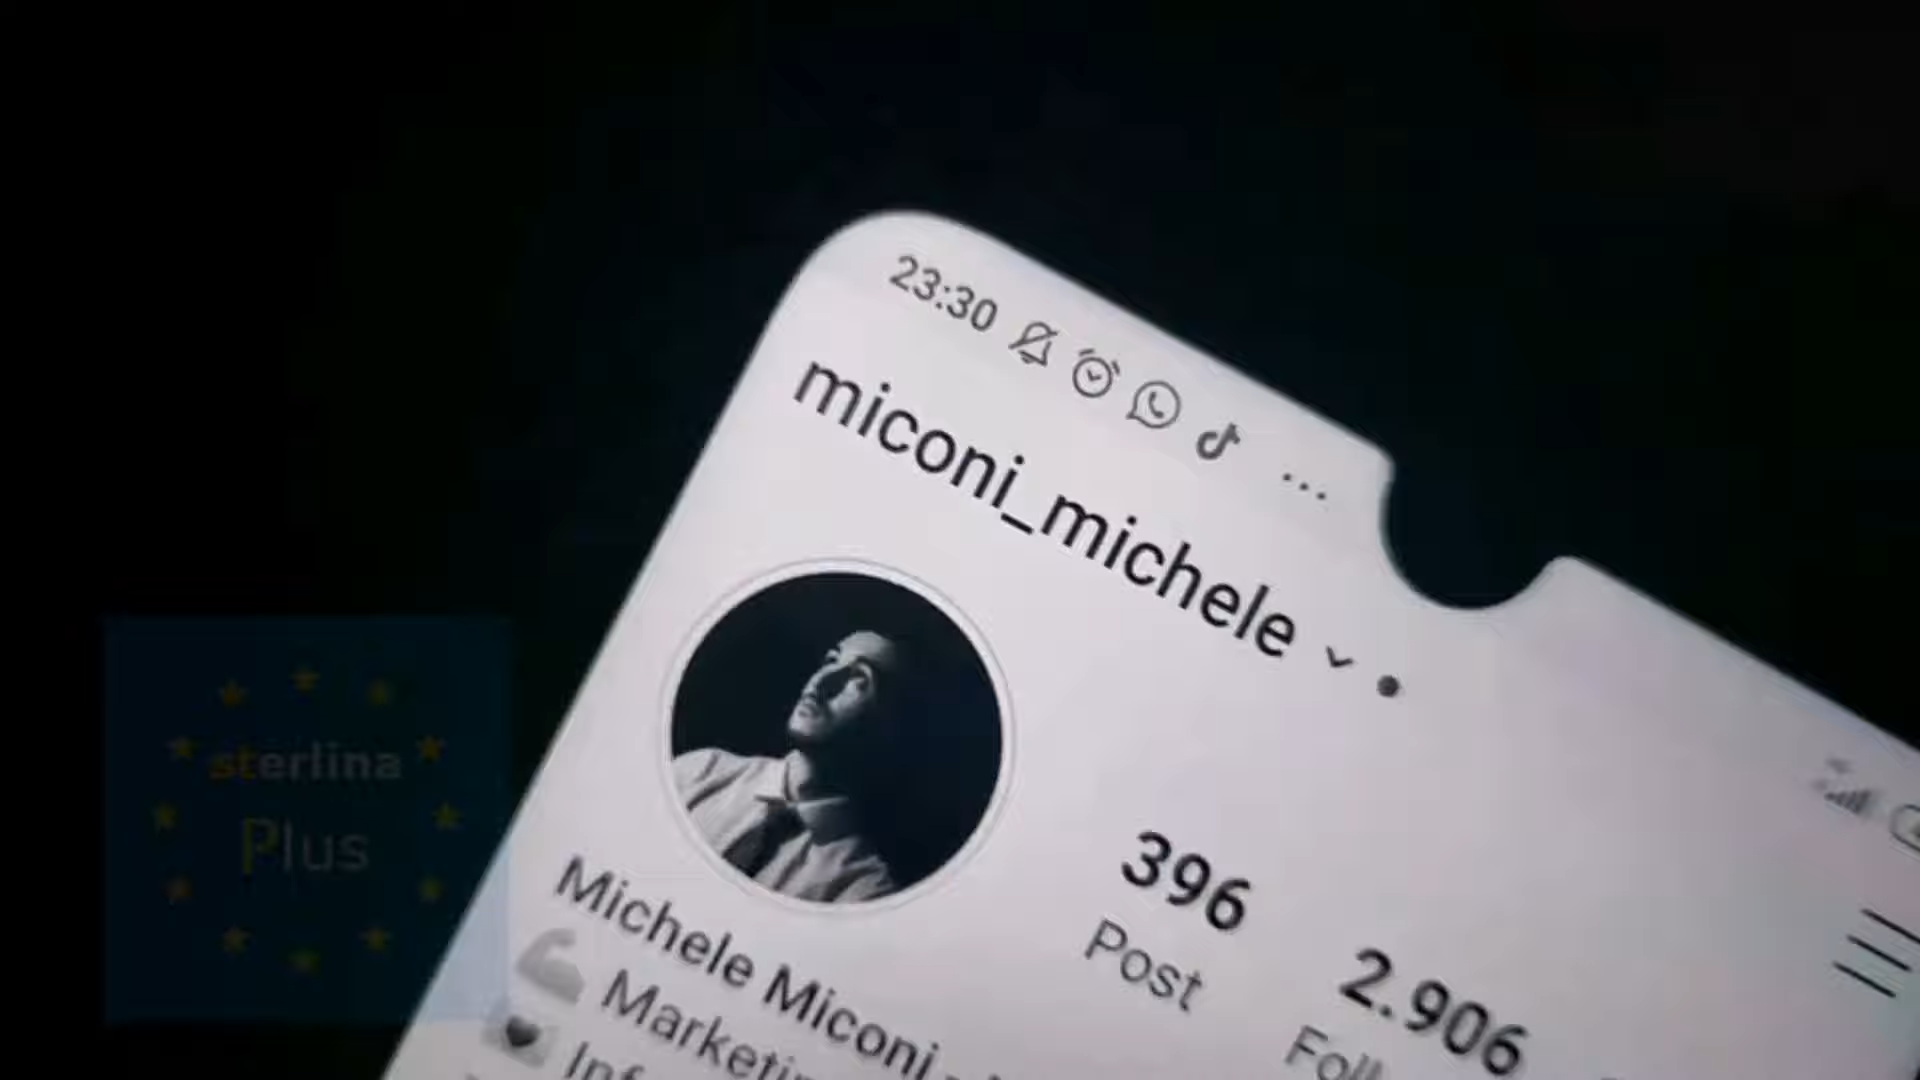 23:30
miconi_michele
396
Post
2.906
Michele Miconi
sterlina
Plus